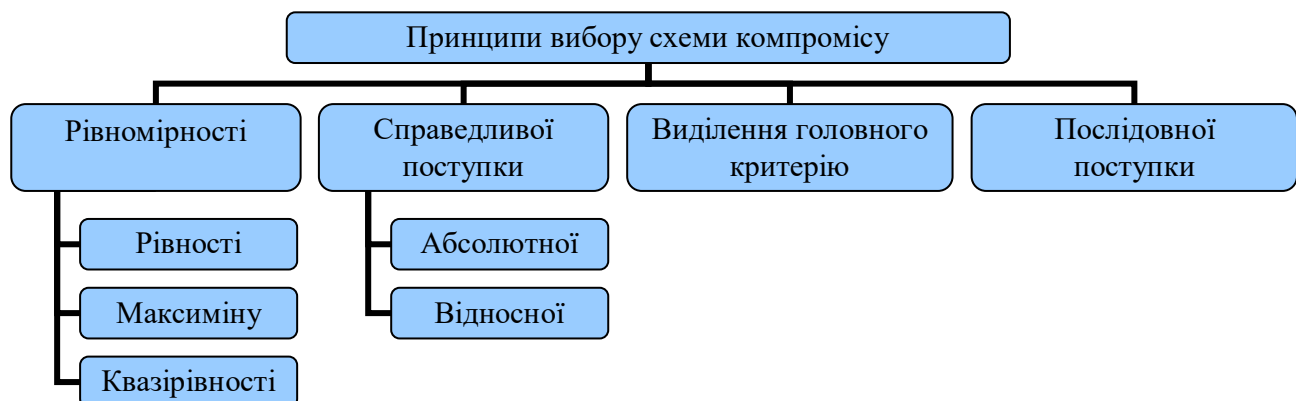 Принципи вибору схеми компромісу
Рівномірності
Справедливої
поступки
Виділення головного
критерію
Послідовної
поступки
Рівності
Максиміну
Квазірівності
Абсолютної
Відносної